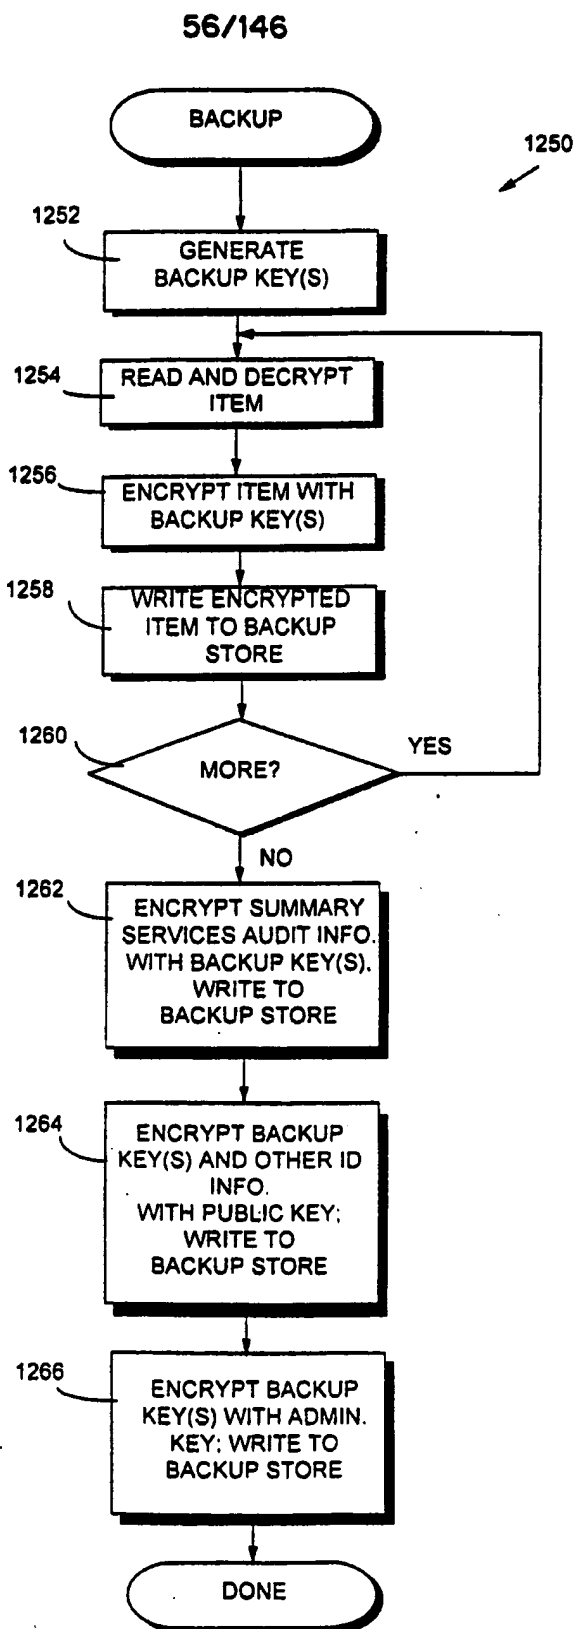 56/146
BACKUP
1250
1252
GENERATE
BACKUP KEY(S)
1254
READ AND DECRYPT
ITEM
1256
ENCRYPT ITEM WITH
BACKUP KEY(S)
1258
WRITE ENCRYPTED
ITEM TO BACKUP
STORE
1260
MORE?
YES
NO
1262
ENCRYPT SUMMARY
SERVICES AUDIT INFO.
WITH BACKUP KEY(S).
WRITE TO
BACKUP STORE
1264
ENCRYPT BACKUP
KEY(S) AND OTHER ID
INFO.
WITH PUBLIC KEY;
WRITE TO
BACKUP STORE
1266
ENCRYPT BACKUP
KEY(S) WITH ADMIN.
KEY; WRITE TO
BACKUP STORE
DONE